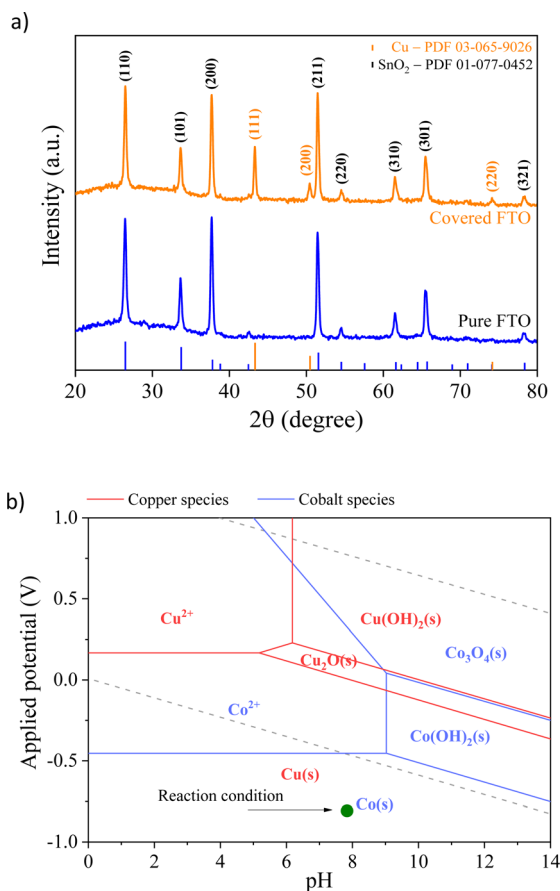 a)
Cu – PDF 03-065-9026
SnO₂ – PDF 01-077-0452
(110)
(101)
(200)
(111)
(200)
(211)
(220)
(310)
(301)
(220)
(321)
Covered FTO
Pure FTO
Intensity (a.u.)
20 30 40 50 60 70 80
2θ (degree)
b)
Copper species Cobalt species
1.0
0.5
0.0
-0.5
-1.0
Applied potential (V)
Cu²⁺
Cu(OH)₂(s)
Co₃O₄(s)
Cu₂O(s)
Co²⁺
Co(OH)₂(s)
Cu(s)
Reaction condition
Co(s)
0 2 4 6 8 10 12 14
pH